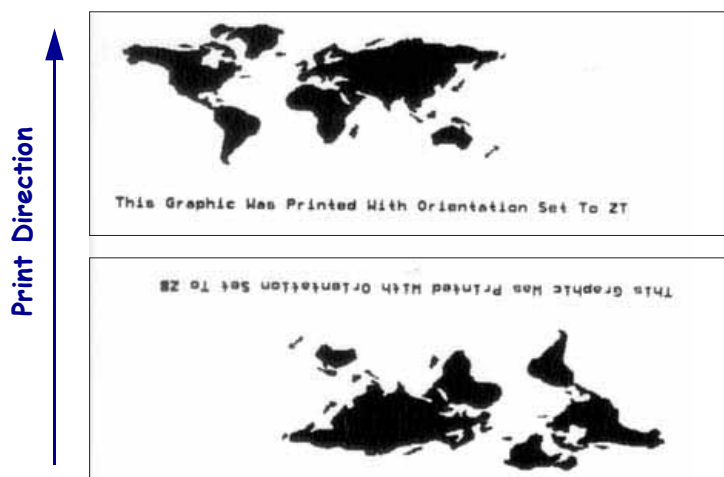 Print Direction
This Graphic Was Printed With Orientation Set To ZT
This Graphic Was Printed With Orientation Set To ZB